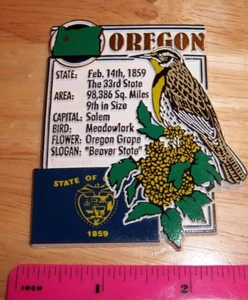 OREGON
STATE: Feb. 14th, 1859
The 33rd State
AREA: 98,386 Sq. Miles
9th in Size
CAPITAL: Salem
BIRD: Meadowlark
FLOWER: Oregon Grape
SLOGAN: "Beaver State"
STATE OF
1859
INCH 1 2